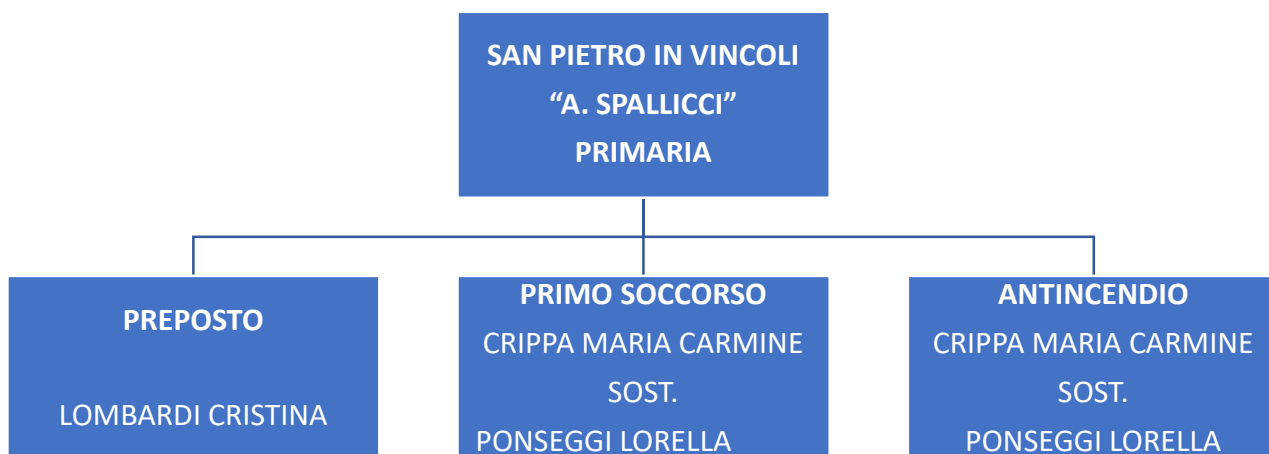 SAN PIETRO IN VINCOLI
“A. SPALLICCI”
PRIMARIA
PREPOSTO
LOMBARDI CRISTINA
PRIMO SOCCORSO
CRIPPA MARIA CARMINE
SOST.
PONSEGGI LORELLA
ANTINCENDIO
CRIPPA MARIA CARMINE
SOST.
PONSEGGI LORELLA